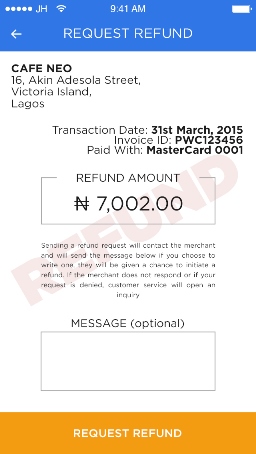 JH 9:41 AM
REQUEST REFUND
CAFE NEO
16, Akin Adesola Street,
Victoria Island,
Lagos
Transaction Date: 31st March, 2015
Invoice ID: PWC123456
Paid With: MasterCard 0001
REFUND AMOUNT
₦ 7,002.00
REFUND
Sending a refund request will contact the merchant
and will send the message below if you choose to
write one. they will be given a chance to initiate a
refund. If the merchant does not respond or if your
request is denied, customer service will open an
inquiry
MESSAGE (optional)
REQUEST REFUND